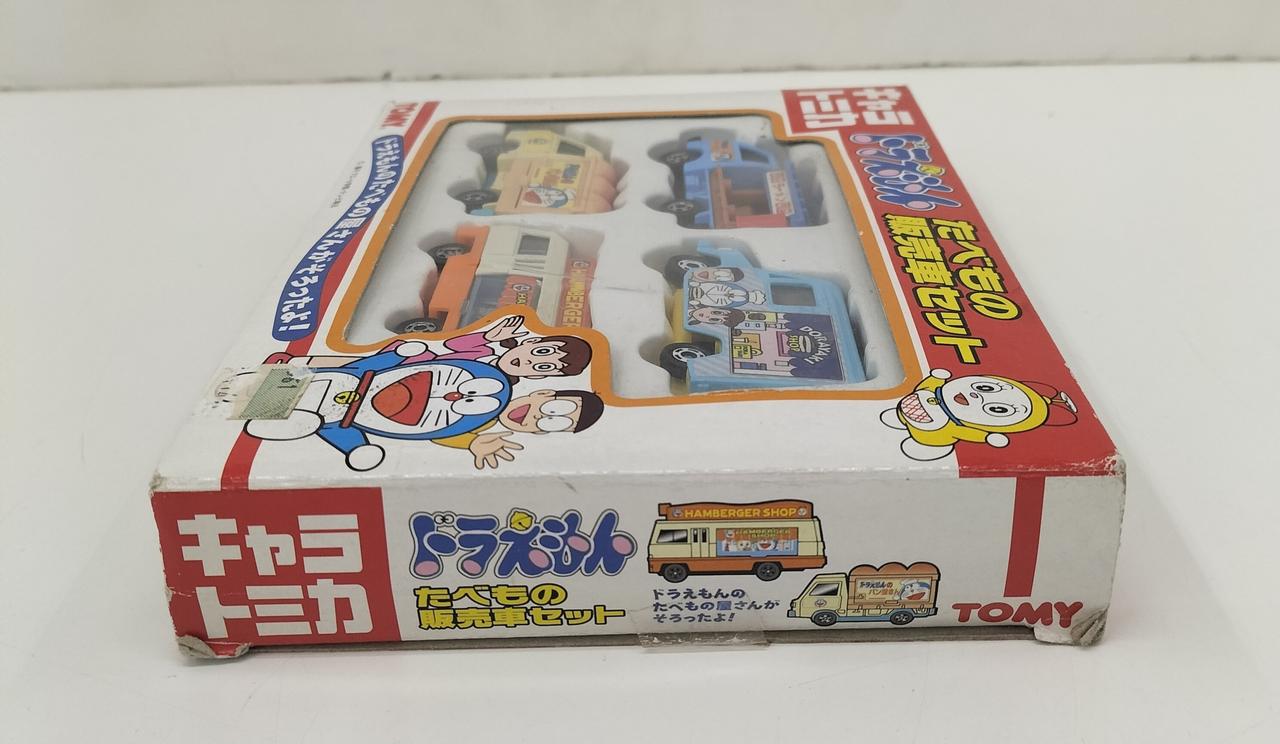 キャラ
トミカ
ドラえもん
たべもの
販売車セット
TOMY
ドラえもんのたべもの屋さんがそろったよ!
HAMBERGER
DORAYAKI
SHOP
キャラ
トミカ
ドラえもん
たべもの
販売車セット
HAMBERGER SHOP
HAMBERGER
SHOP
ドラえもんの
たべもの屋さんが
そろったよ!
ドラえもんの
パン屋さん
TOMY